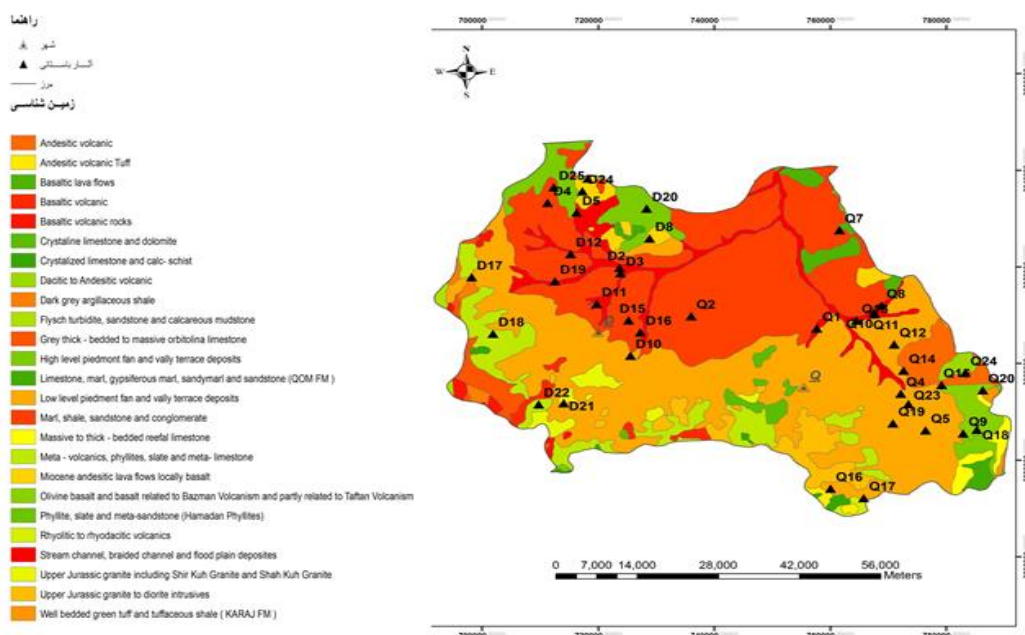 راهنما
شهر
آثار باستانی
مرز
زمین شناسی
Andesitic volcanic
Andesitic volcanic Tuff
Basaltic lava flows
Basaltic volcanic
Basaltic volcanic rocks
Crystaline limestone and dolomite
Crystalized limestone and calc- schist
Dacitic to Andesitic volcanic
Dark grey argillaceous shale
Flysch turbidite, sandstone and calcareous mudstone
Grey thick - bedded to massive orbitolina limestone
High level piedmont fan and vally terrace deposits
Limestone, marl, gypsiferous marl, sandymarl and sandstone (QOM FM )
Low level piedment fan and vally terrace deposits
Marl, shale, sandstone and conglomerate
Massive to thick - bedded reefal limestone
Meta - volcanics, phyllites, slate and meta- limestone
Miocene andesitic lava flows locally basalt
Olivine basalt and basalt related to Bazman Volcanism and partly related to Taftan Volcanism
Phyllite, slate and meta-sandstone (Hamadan Phyllites)
Rhyolitic to rhyodacitic volcanics
Stream channel, braided channel and flood plain deposites
Upper Jurassic granite including Shir Kuh Granite and Shah Kuh Granite
Upper Jurassic granite to diorite intrusives
Well bedded green tuff and tuffaceous shale ( KARAJ FM )
700000 720000 740000 760000 780000
N
W E
S
D25 D24
D4 D5 D20
D8 Q7
D12 D2 D3
D17 D19
D11 Q2 Q8
D15 D16 Q1 Q10 Q11
D18 D10 Q12
Q14 Q24
Q Q4 Q15 Q20
D22 D21 Q23
Q19 Q5 Q9 Q18
Q16 Q17
0 7,000 14,000 28,000 42,000 56,000
Meters
700000 720000 740000 760000 780000